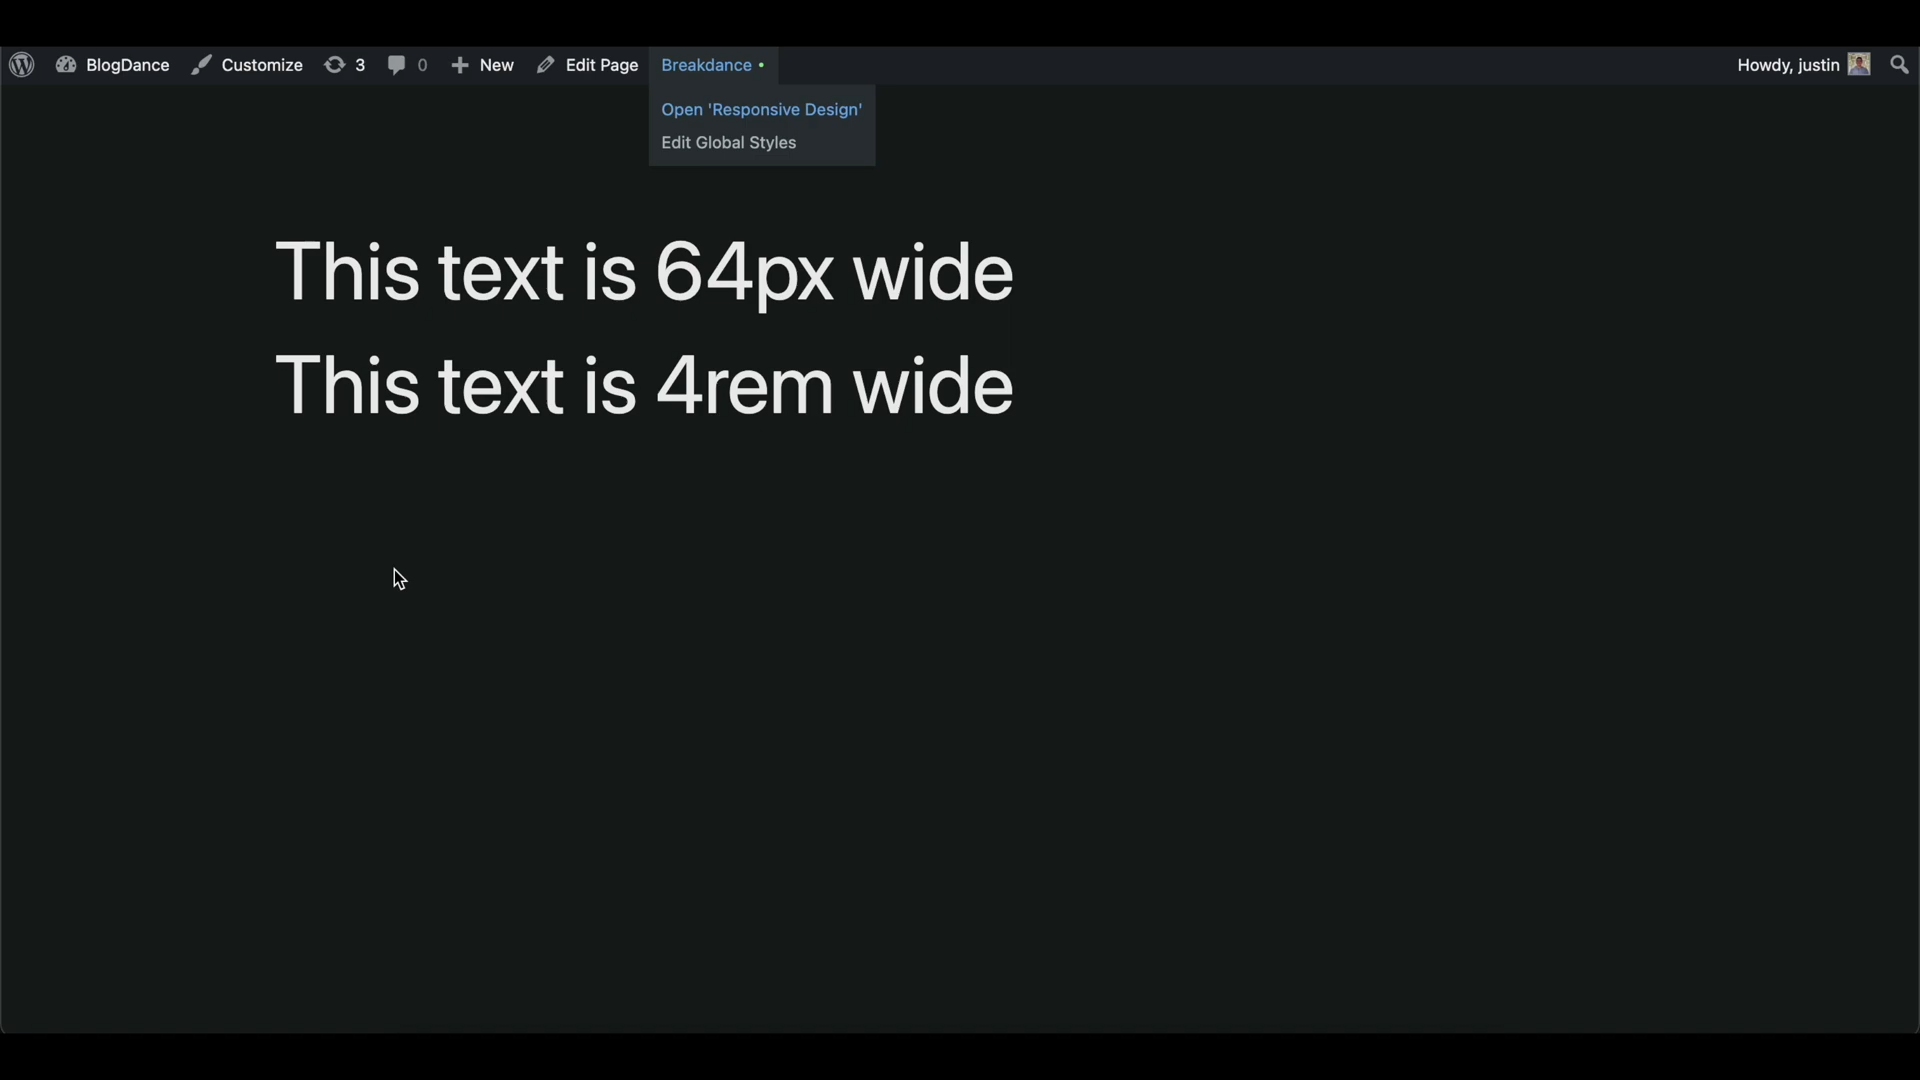 BlogDance Customize 3 0 New Edit Page Breakdance Howdy, justin
Open 'Responsive Design'
Edit Global Styles
This text is 64px wide
This text is 4rem wide